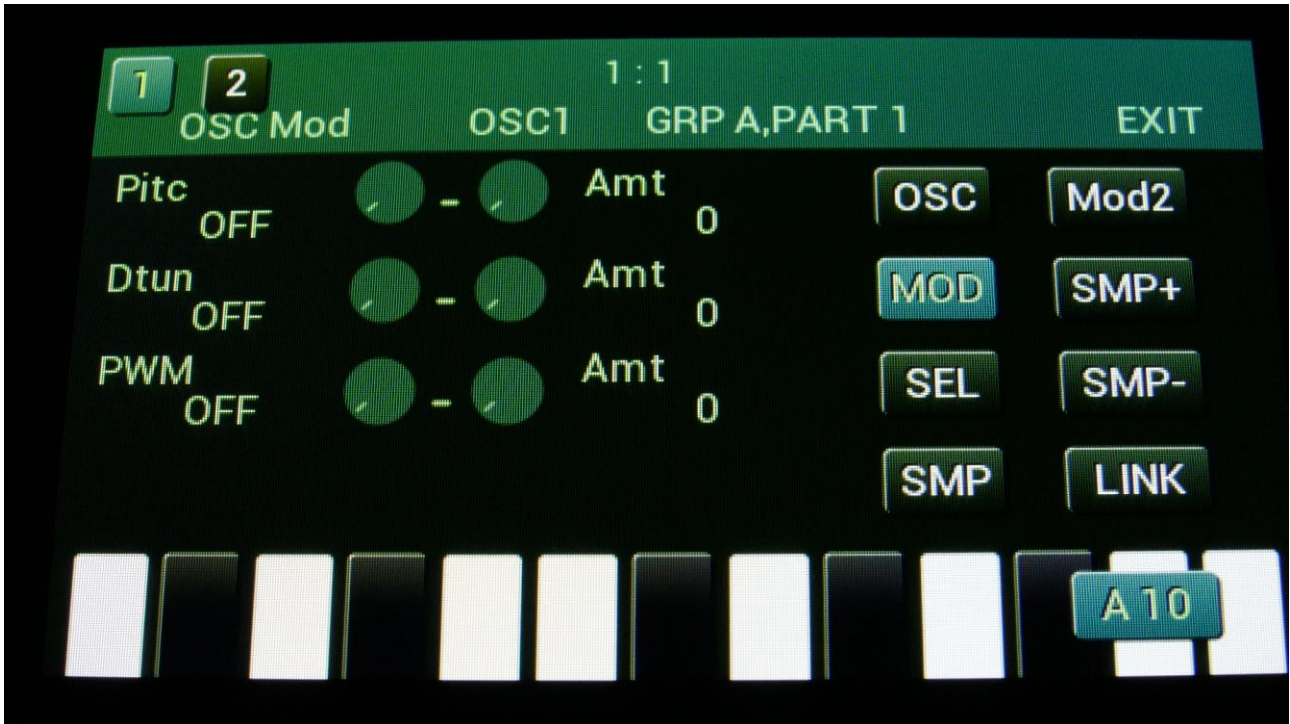 1 2 1 : 1
OSC Mod OSC1 GRP A,PART 1 EXIT
Pitc Amt OSC Mod2
OFF - 0
Dtun Amt MOD SMP+
OFF - 0
PWM Amt SEL SMP-
OFF - 0
SMP LINK
A 10